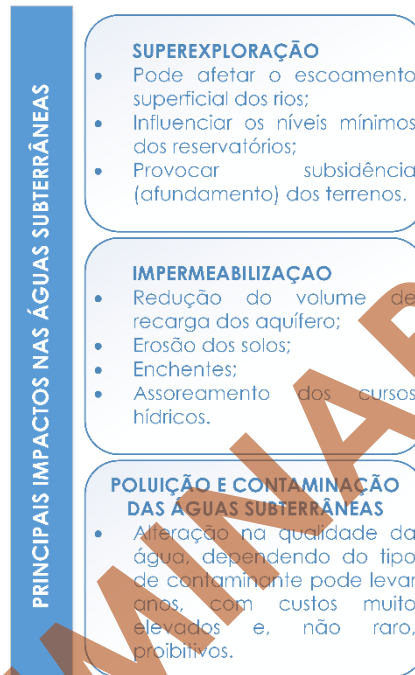 PRINCIPAIS IMPACTOS NAS ÁGUAS SUBTERRÂNEAS
SUPEREXPLORAÇÃO
• Pode afetar o escoamento
superficial dos rios;
• Influenciar os níveis mínimos
dos reservatórios;
• Provocar subsidência
(afundamento) dos terrenos.
IMPERMEABILIZAÇAO
• Redução do volume de
recarga dos aquífero;
• Erosão dos solos;
• Enchentes;
• Assoreamento dos cursos
hídricos.
POLUIÇÃO E CONTAMINAÇÃO
DAS ÁGUAS SUBTERRÂNEAS
• Alteração na qualidade da
água, dependendo do tipo
de contaminante pode levar
anos, com custos muito
elevados e, não raro,
proibitivos.